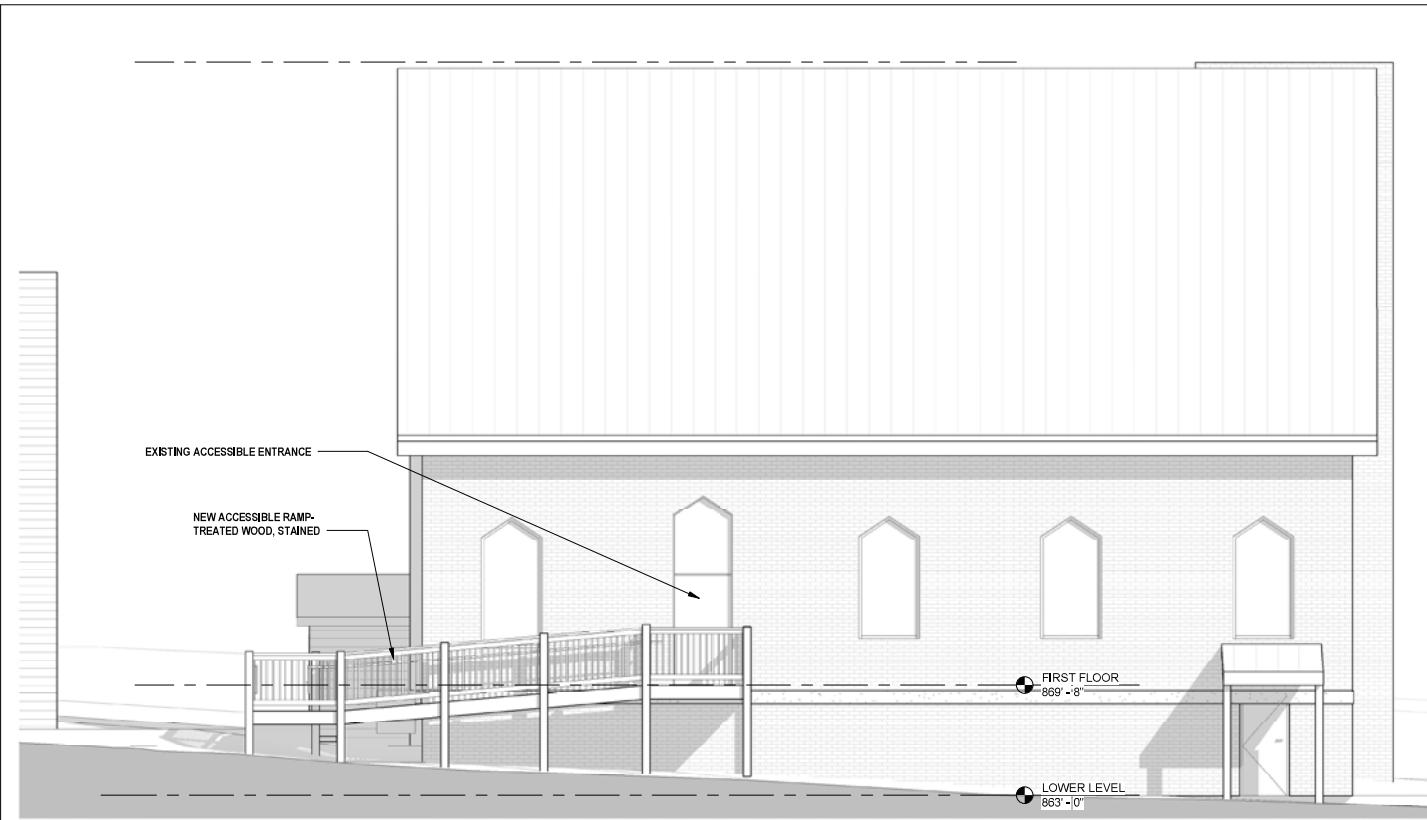 EXISTING ACCESSIBLE ENTRANCE
NEW ACCESSIBLE RAMP-
TREATED WOOD, STAINED
FIRST FLOOR
869' - 8"
LOWER LEVEL
863' - 0"